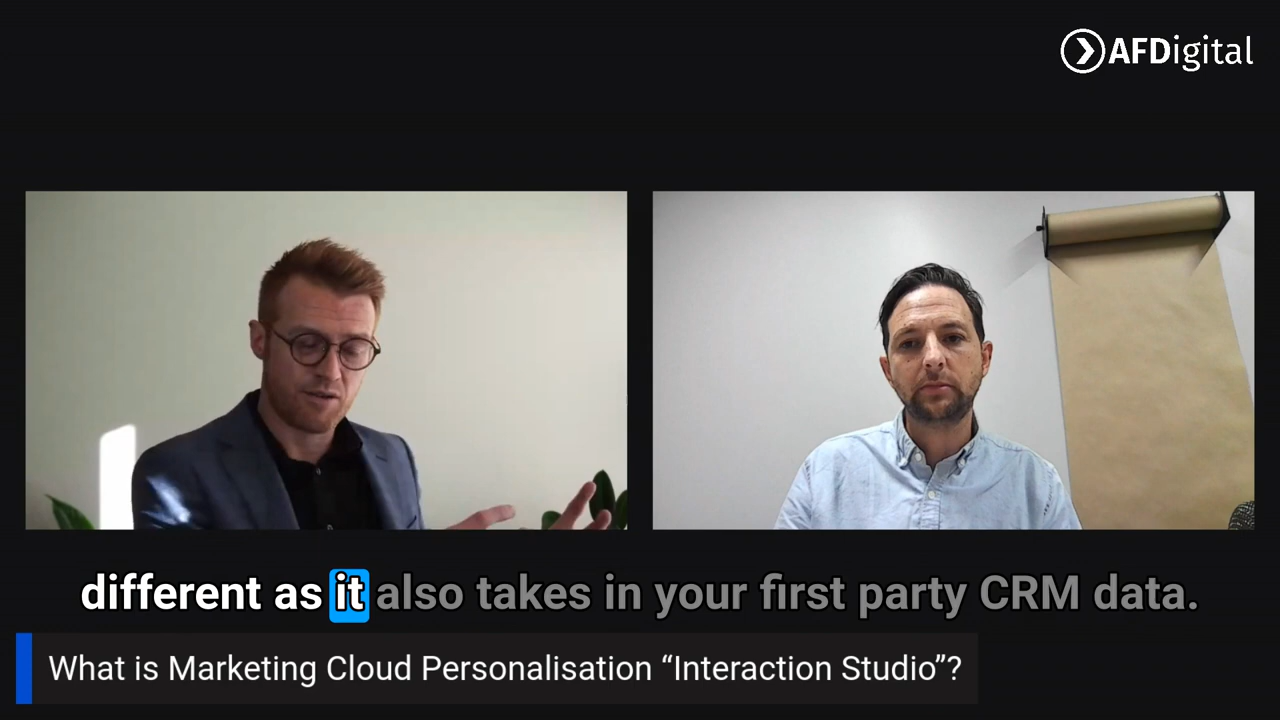 AFDigital
different as it also takes in your first party CRM data.
What is Marketing Cloud Personalisation “Interaction Studio”?